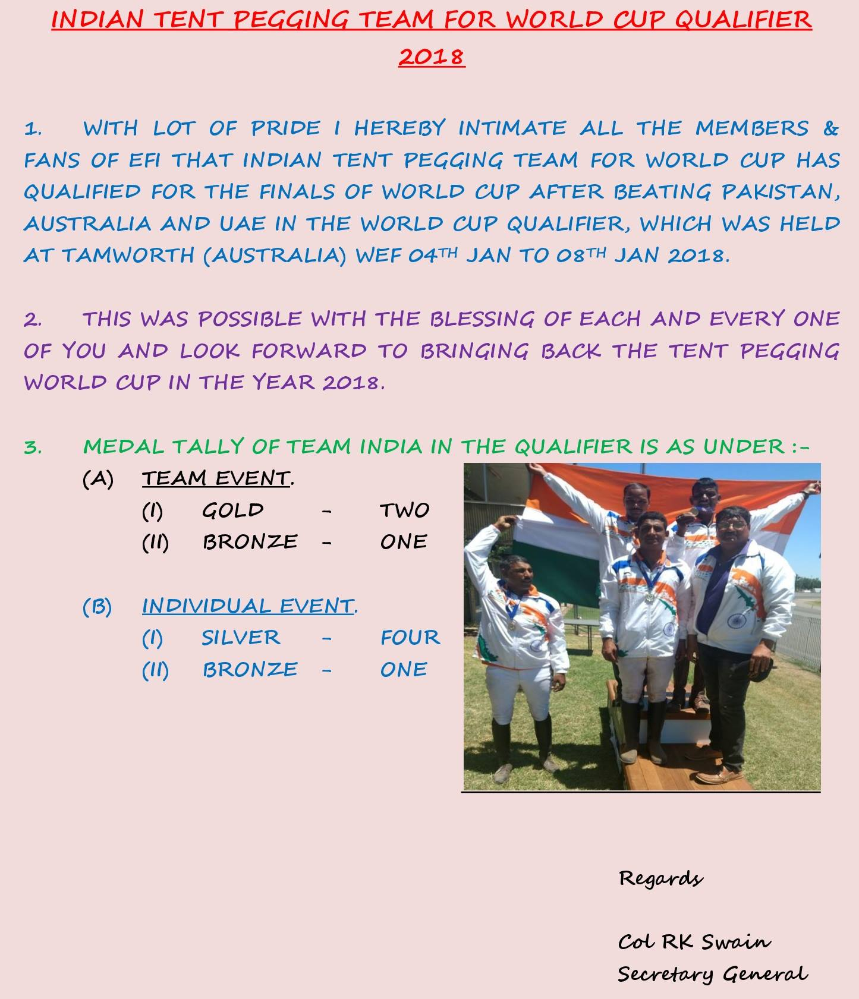 INDIAN TENT PEGGING TEAM FOR WORLD CUP QUALIFIER
2018
1. WITH LOT OF PRIDE I HEREBY INTIMATE ALL THE MEMBERS &
FANS OF EFI THAT INDIAN TENT PEGGING TEAM FOR WORLD CUP HAS
QUALIFIED FOR THE FINALS OF WORLD CUP AFTER BEATING PAKISTAN,
AUSTRALIA AND UAE IN THE WORLD CUP QUALIFIER, WHICH WAS HELD
AT TAMWORTH (AUSTRALIA) WEF 04TH JAN TO 08TH JAN 2018.
2. THIS WAS POSSIBLE WITH THE BLESSING OF EACH AND EVERY ONE
OF YOU AND LOOK FORWARD TO BRINGING BACK THE TENT PEGGING
WORLD CUP IN THE YEAR 2018.
3. MEDAL TALLY OF TEAM INDIA IN THE QUALIFIER IS AS UNDER :-
(A) TEAM EVENT.
(I) GOLD - TWO
(II) BRONZE - ONE
(B) INDIVIDUAL EVENT.
(I) SILVER - FOUR
(II) BRONZE - ONE
Regards
Col RK Swain
Secretary General